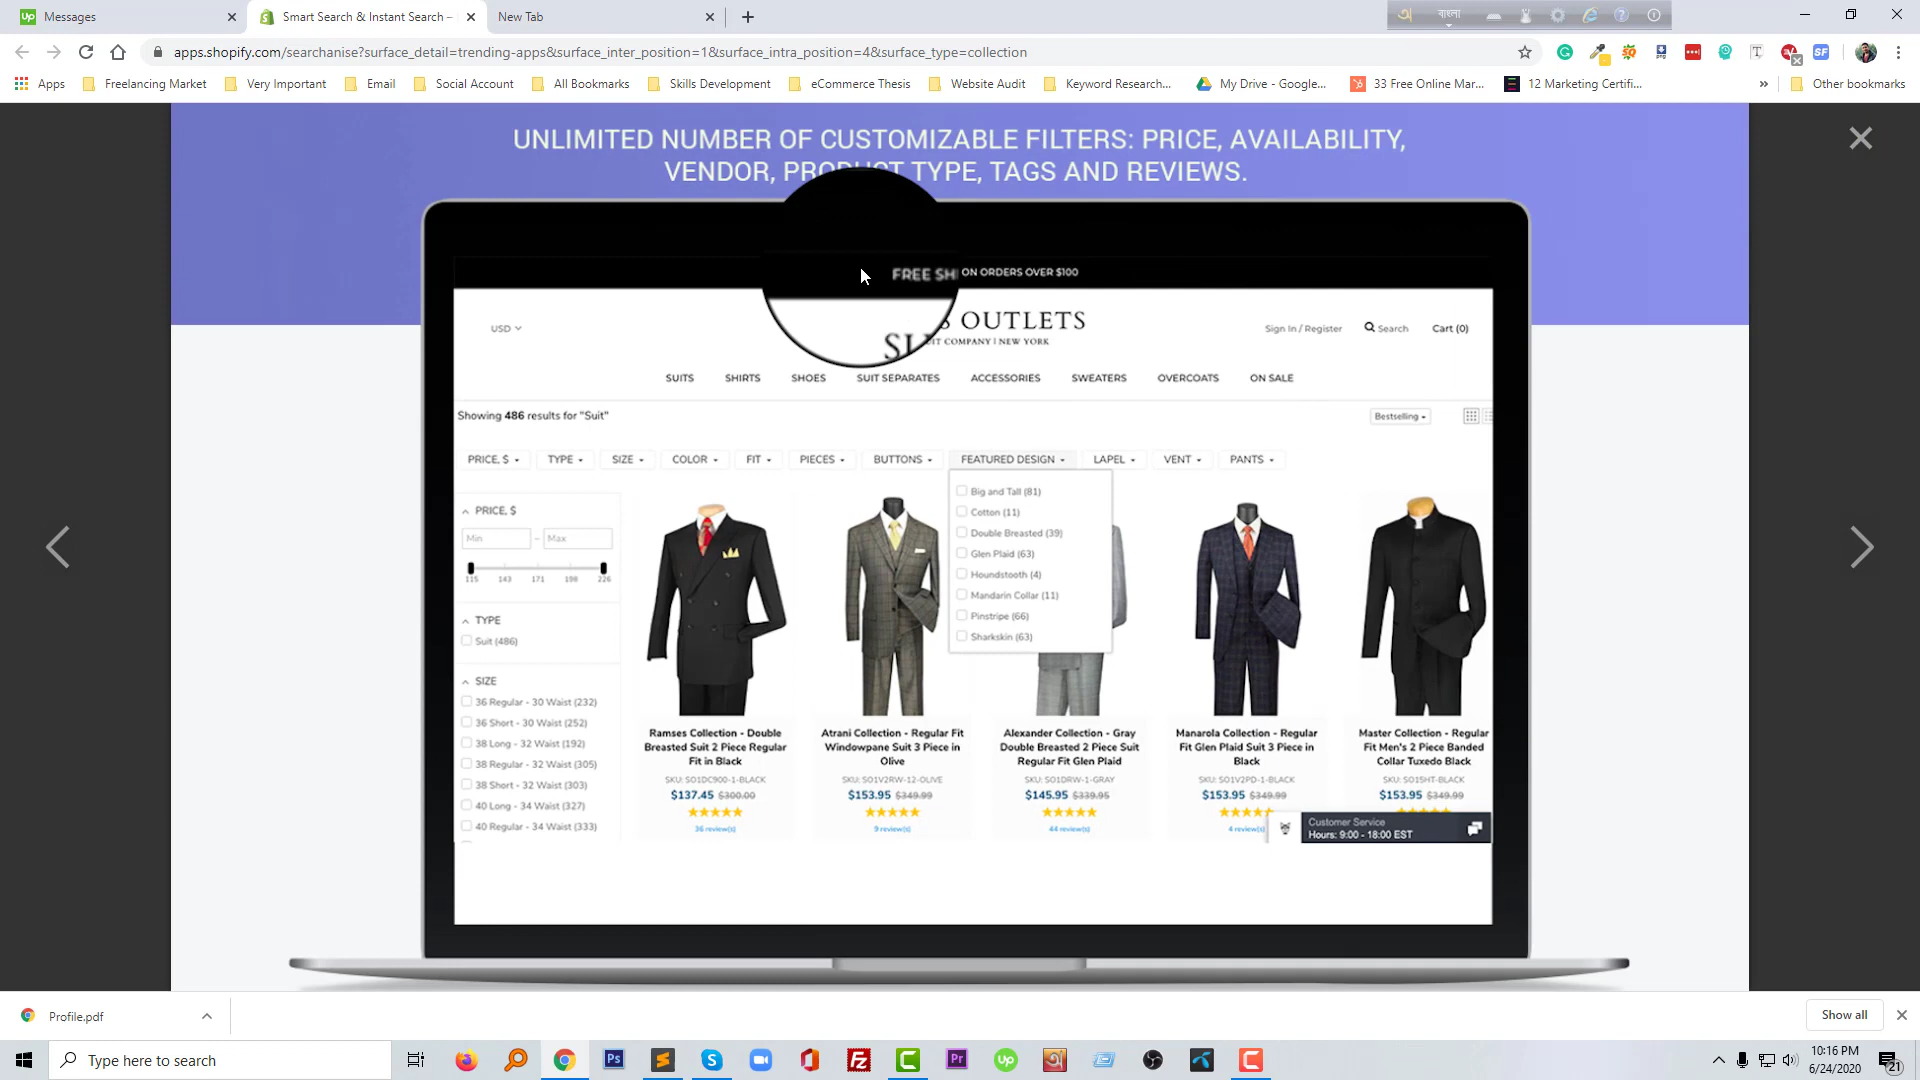 Messages
Smart Search & Instant Search –
New Tab
বাংলা
apps.shopify.com/searchanise?surface_detail=trending-apps&surface_inter_position=1&surface_intra_position=4&surface_type=collection
Apps
Freelancing Market
Very Important
Email
Social Account
All Bookmarks
Skills Development
eCommerce Thesis
Website Audit
Keyword Research...
My Drive - Google...
33 Free Online Mar...
12 Marketing Certifi...
Other bookmarks
UNLIMITED NUMBER OF CUSTOMIZABLE FILTERS: PRICE, AVAILABILITY,
VENDOR, PRODUCT TYPE, TAGS AND REVIEWS.
FREE SH ON ORDERS OVER $100
USD
S OUTLETS
SU
UIT COMPANY | NEW YORK
Sign In / Register
Search
Cart (0)
SUITS SHIRTS SHOES SUIT SEPARATES ACCESSORIES SWEATERS OVERCOATS ON SALE
Showing 486 results for "Suit"
Bestselling
PRICE, $ TYPE SIZE COLOR FIT PIECES BUTTONS FEATURED DESIGN LAPEL VENT PANTS
Big and Tall (81)
Cotton (11)
Double Breasted (39)
Glen Plaid (63)
Houndstooth (4)
Mandarin Collar (11)
Pinstripe (66)
Sharkskin (63)
PRICE, $
Min – Max
115 143 171 198 226
TYPE
Suit (486)
SIZE
36 Regular - 30 Waist (232)
36 Short - 30 Waist (252)
38 Long - 32 Waist (192)
38 Regular - 32 Waist (305)
38 Short - 32 Waist (303)
40 Long - 34 Waist (327)
40 Regular - 34 Waist (333)
Ramses Collection - Double
Breasted Suit 2 Piece Regular
Fit in Black
SKU: SO1DC900-1-BLACK
$137.45 $300.00
36 review(s)
Atrani Collection - Regular Fit
Windowpane Suit 3 Piece in
Olive
SKU: SO1V2RW-12-OLIVE
$153.95 $349.99
9 review(s)
Alexander Collection - Gray
Double Breasted 2 Piece Suit
Regular Fit Glen Plaid
SKU: SO1DRW-1-GRAY
$145.95 $339.95
44 review(s)
Manarola Collection - Regular
Fit Glen Plaid Suit 3 Piece in
Black
SKU: SO1V2PD-1-BLACK
$153.95 $349.99
4 review(s)
Master Collection - Regular
Fit Men's 2 Piece Banded
Collar Tuxedo Black
SKU: SO15HT-BLACK
$153.95 $349.99
Customer Service
Hours: 9:00 - 18:00 EST
Profile.pdf
Show all
Type here to search
10:16 PM
6/24/2020
21